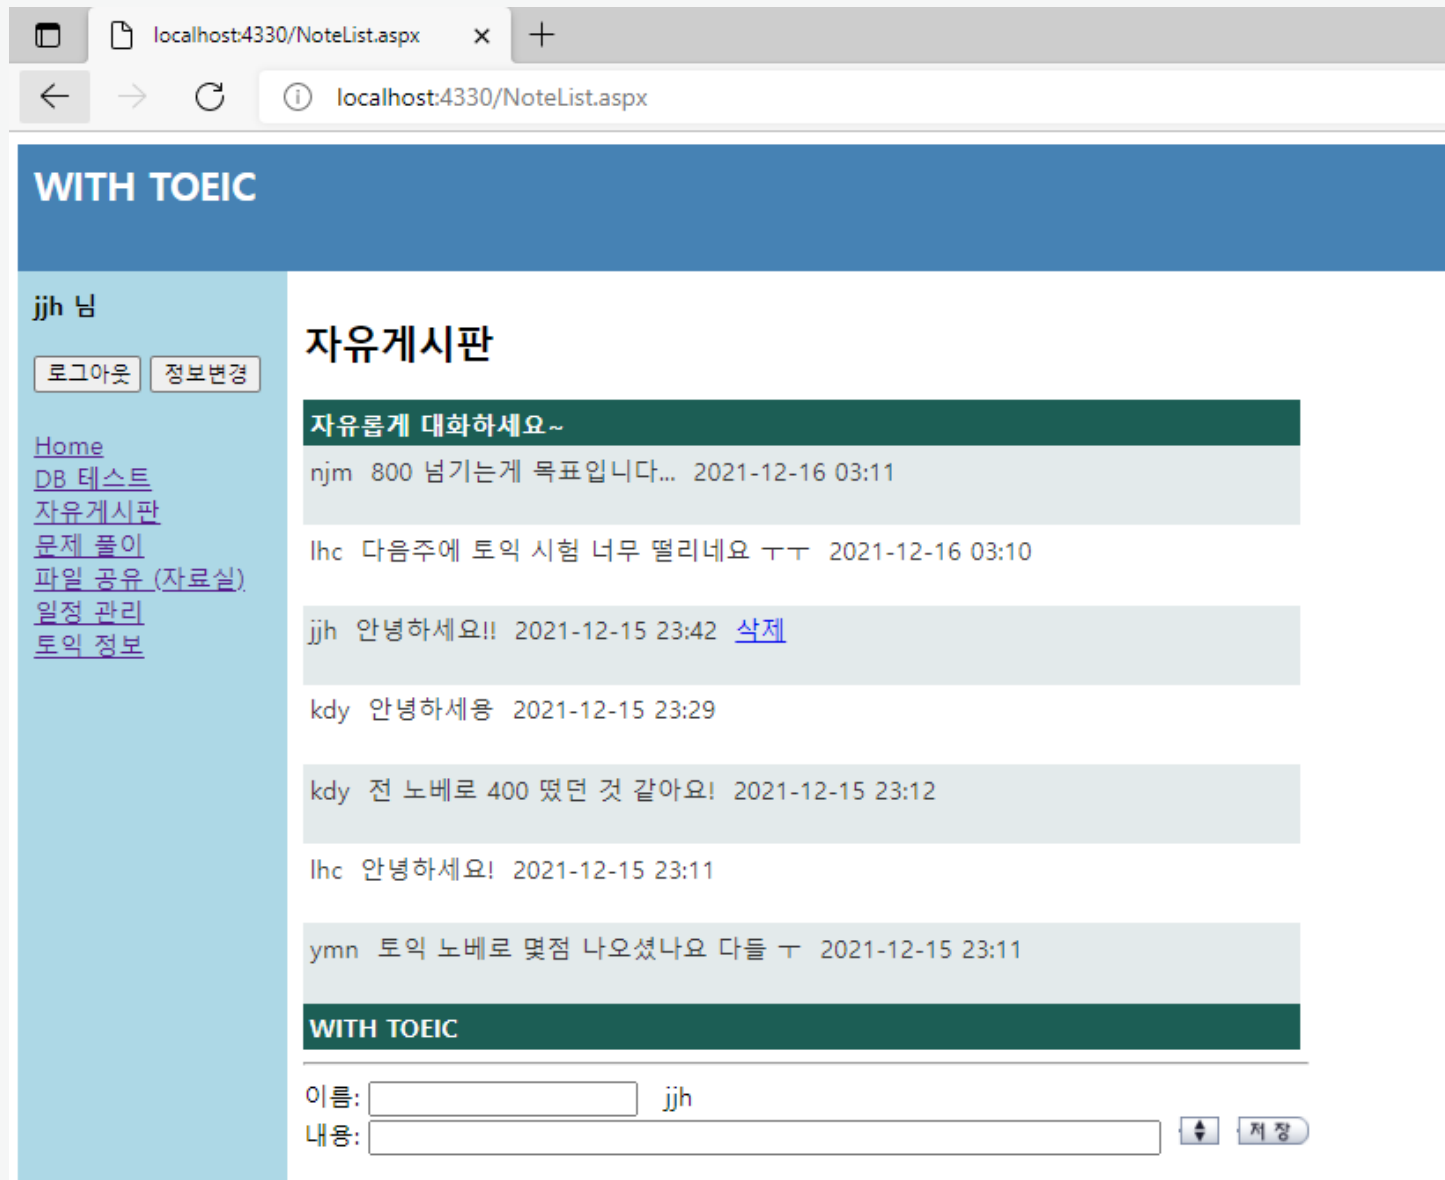 localhost:4330/NoteList.aspx
localhost:4330/NoteList.aspx
WITH TOEIC
jjh 님
로그아웃 정보변경
Home
DB 테스트
자유게시판
문제 풀이
파일 공유 (자료실)
일정 관리
토익 정보
자유게시판
자유롭게 대화하세요~
njm 800 넘기는게 목표입니다... 2021-12-16 03:11
lhc 다음주에 토익 시험 너무 떨리네요 ㅜㅜ 2021-12-16 03:10
jjh 안녕하세요!! 2021-12-15 23:42 삭제
kdy 안녕하세용 2021-12-15 23:29
kdy 전 노베로 400 떴던 것 같아요! 2021-12-15 23:12
lhc 안녕하세요! 2021-12-15 23:11
ymn 토익 노베로 몇점 나오셨나요 다들 ㅜ 2021-12-15 23:11
WITH TOEIC
이름: jjh
내용: 저장